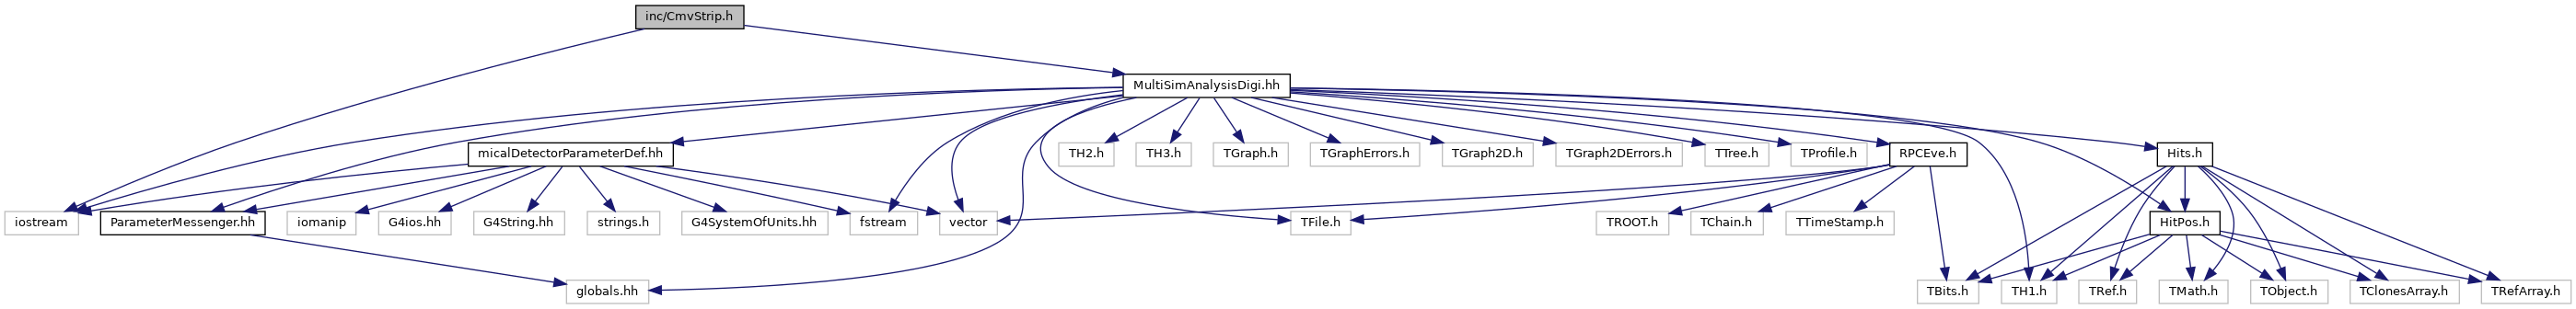 inc/CmvStrip.h
MultiSimAnalysisDigi.hh
micalDetectorParameterDef.hh
TH2.h
TH3.h
TGraph.h
TGraphErrors.h
TGraph2D.h
TGraph2DErrors.h
TTree.h
TProfile.h
RPCEve.h
Hits.h
iostream
ParameterMessenger.hh
iomanip
G4ios.hh
G4String.hh
strings.h
G4SystemOfUnits.hh
fstream
vector
TFile.h
TROOT.h
TChain.h
TTimeStamp.h
HitPos.h
globals.hh
TBits.h
TH1.h
TRef.h
TMath.h
TObject.h
TClonesArray.h
TRefArray.h